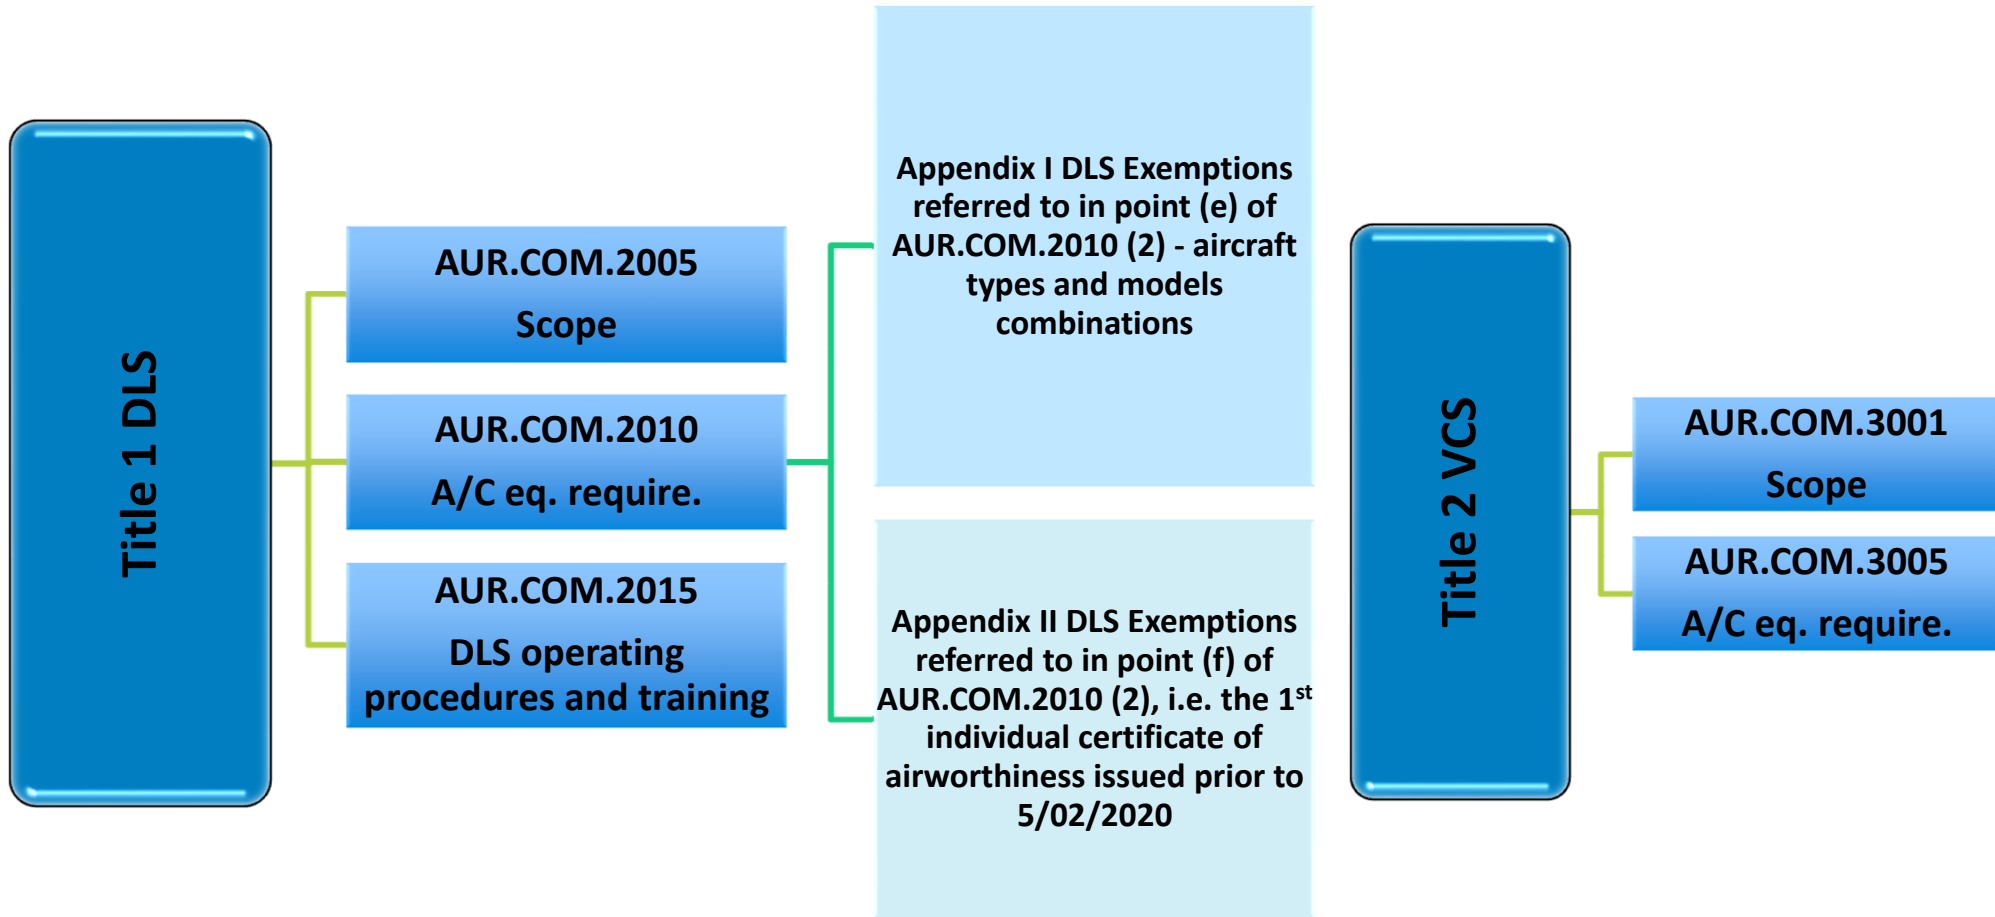 Title 1 DLS
AUR.COM.2005
Scope
AUR.COM.2010
A/C eq. require.
AUR.COM.2015
DLS operating
procedures and training
Appendix I DLS Exemptions
referred to in point (e) of
AUR.COM.2010 (2) - aircraft
types and models
combinations
Appendix II DLS Exemptions
referred to in point (f) of
AUR.COM.2010 (2), i.e. the 1st
individual certificate of
airworthiness issued prior to
5/02/2020
Title 2 VCS
AUR.COM.3001
Scope
AUR.COM.3005
A/C eq. require.